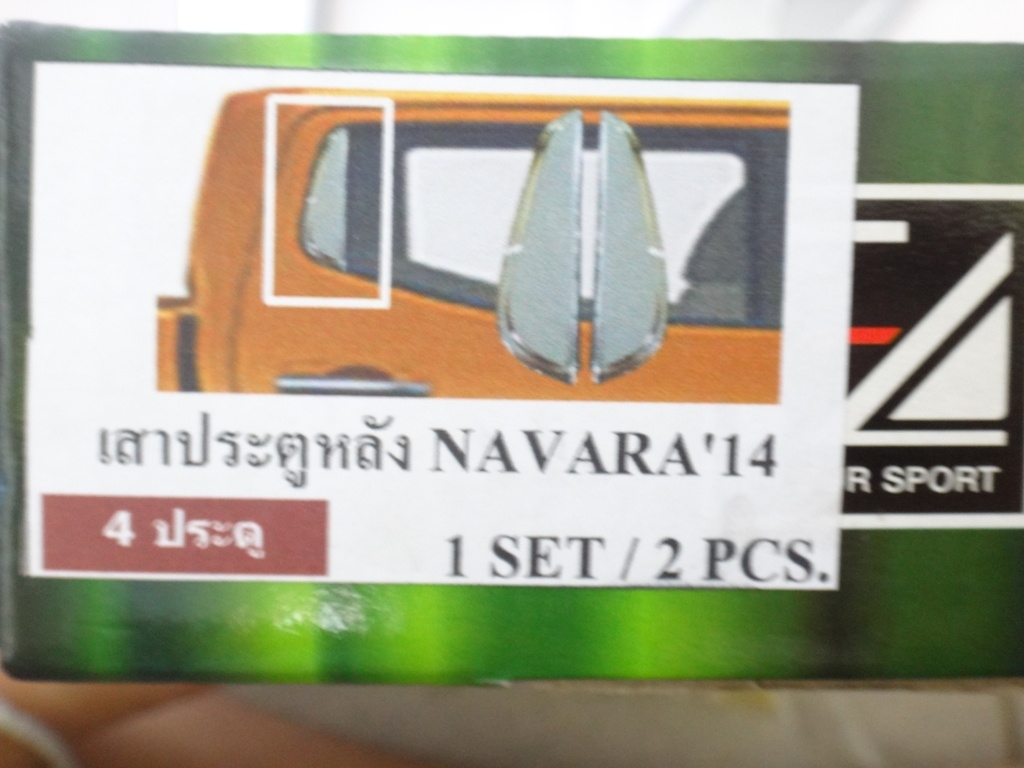 เสาประตูหลัง NAVARA'14
4 ประตู
1 SET / 2 PCS.
R SPORT